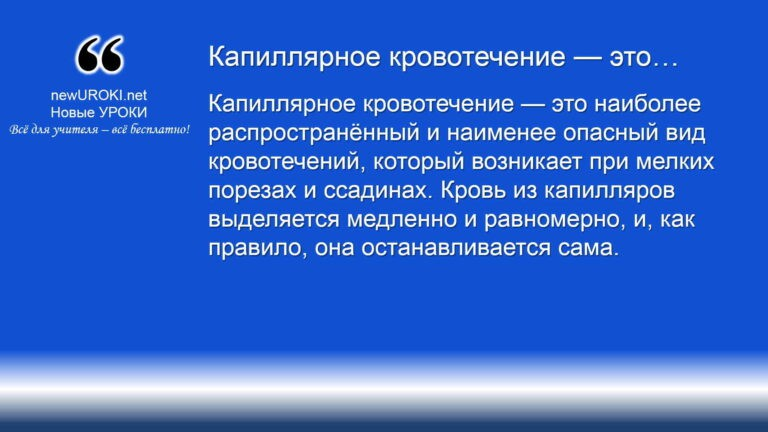 ❝
newUROKI.net
Новые УРОКИ
Всё для учителя – всё бесплатно!
Капиллярное кровотечение — это…
Капиллярное кровотечение — это наиболее
распространённый и наименее опасный вид
кровотечений, который возникает при мелких
порезах и ссадинах. Кровь из капилляров
выделяется медленно и равномерно, и, как
правило, она останавливается сама.